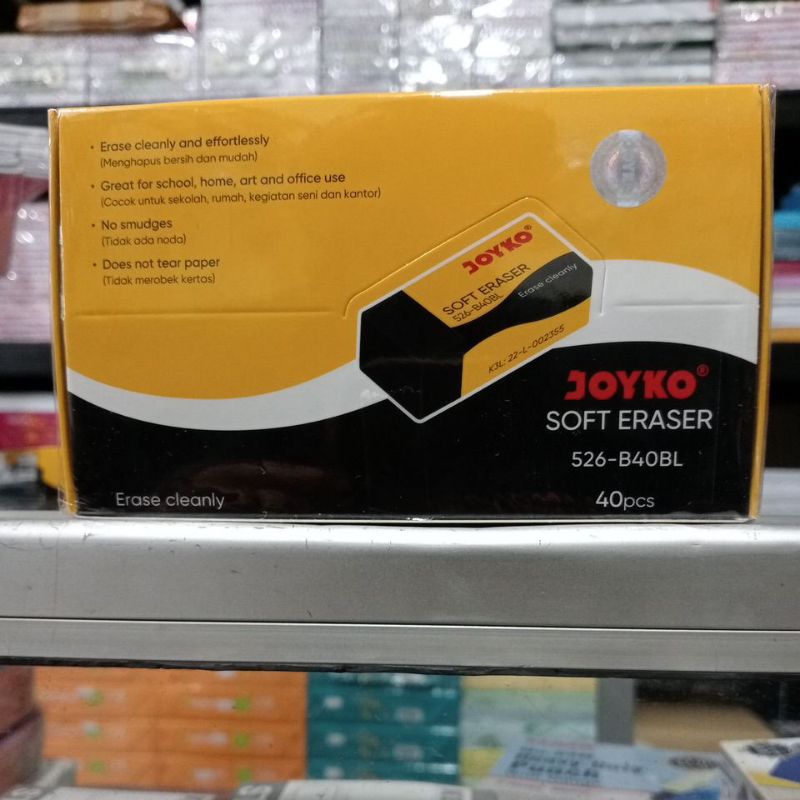 • Erase cleanly and effortlessly
(Menghapus bersih dan mudah)
• Great for school, home, art and office use
(Cocok untuk sekolah, rumah, kegiatan seni dan kantor)
• No smudges
(Tidak ada noda)
• Does not tear paper
(Tidak merobek kertas)
JOYKO®
SOFT ERASER
526-B40BL
Erase cleanly
K3L: 22-L-002355
JOYKO®
SOFT ERASER
526-B40BL
40pcs
Erase cleanly